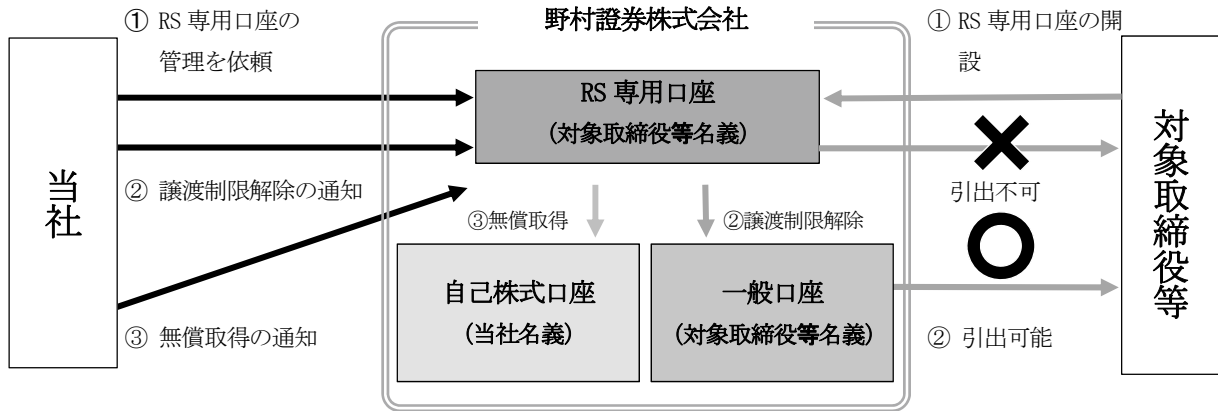 ① RS 専用口座の
管理を依頼
野村證券株式会社
① RS 専用口座の開
設
RS 専用口座
(対象取締役等名義)
当社
対象取締役等
② 譲渡制限解除の通知
引出不可
③無償取得
②譲渡制限解除
自己株式口座
(当社名義)
一般口座
(対象取締役等名義)
③ 無償取得の通知
② 引出可能